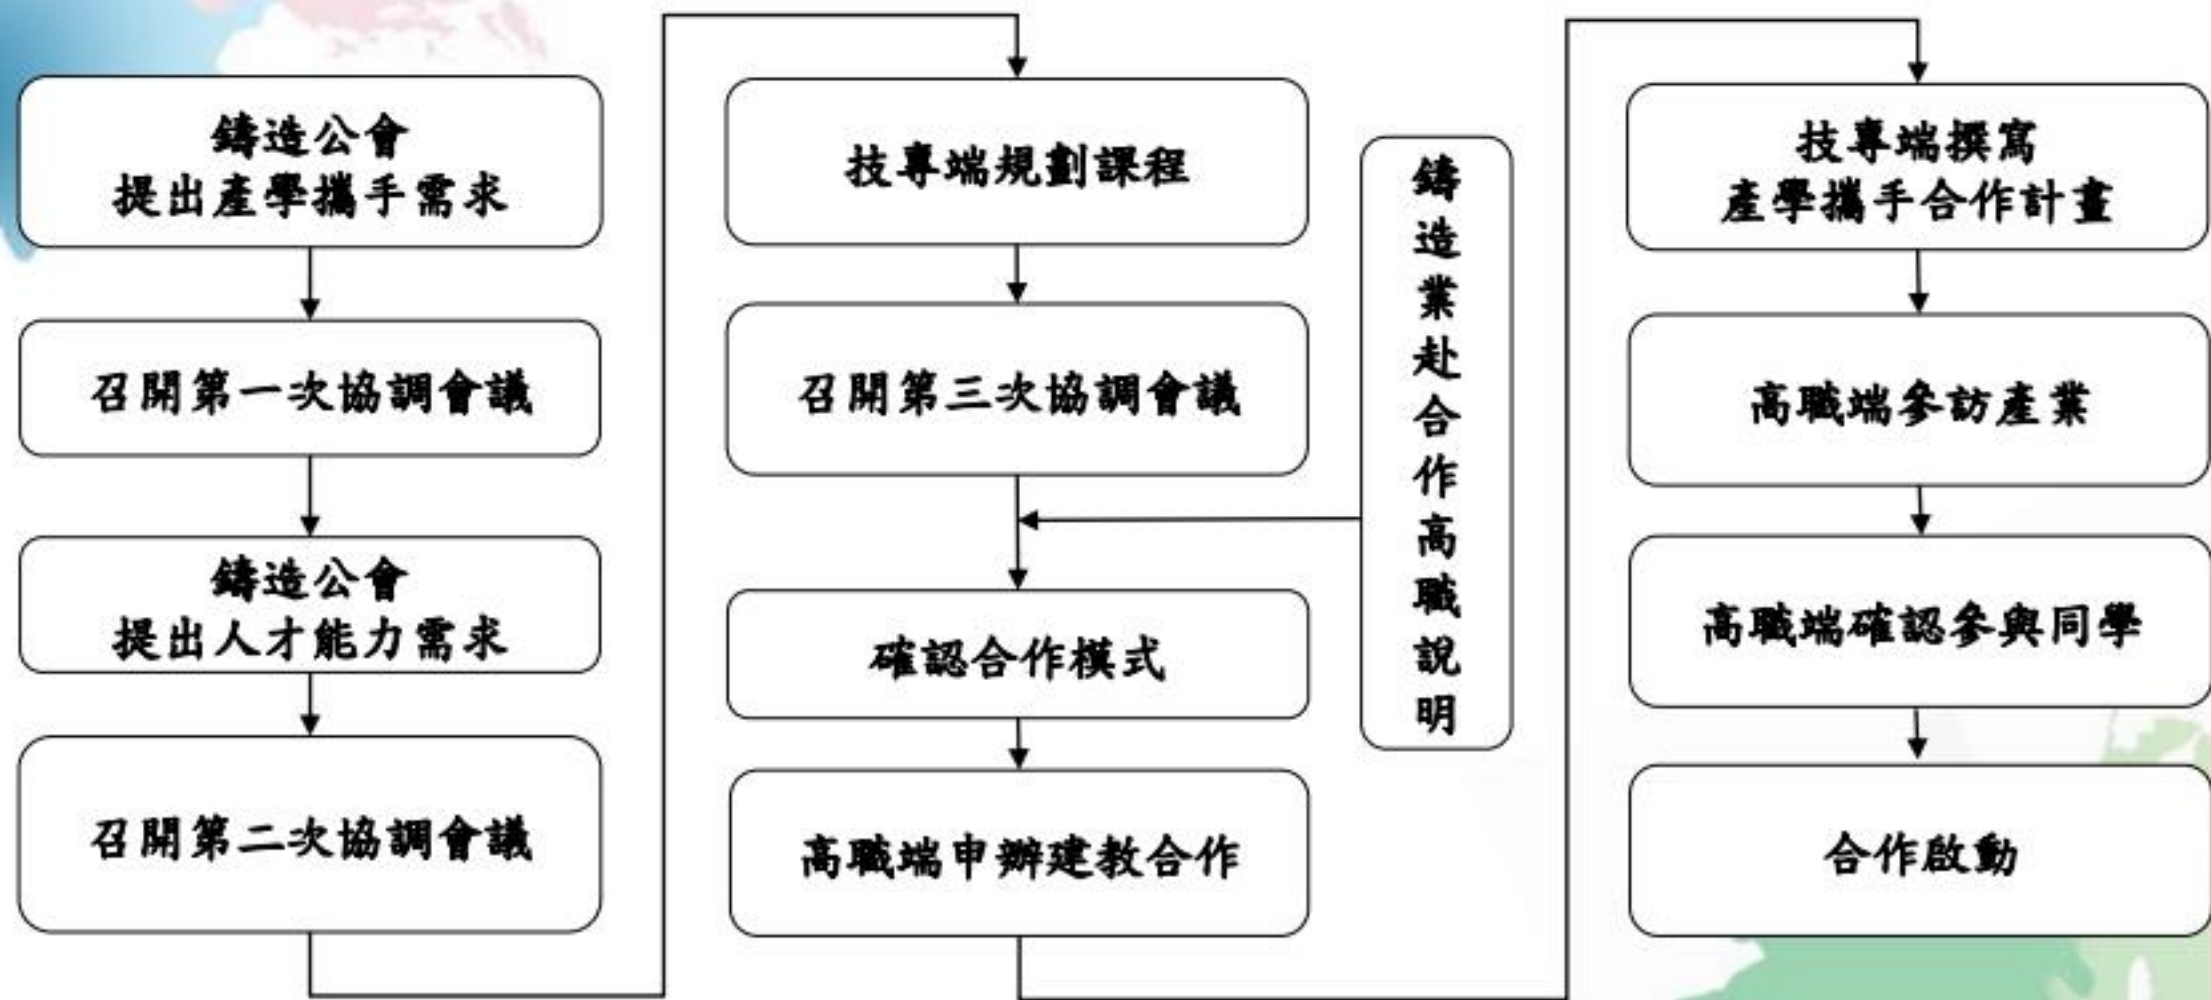 鑄造公會
提出產學攜手需求
召開第一次協調會議
鑄造公會
提出人才能力需求
召開第二次協調會議
技專端規劃課程
召開第三次協調會議
鑄造業赴合作高職說明
確認合作模式
高職端申辦建教合作
技專端撰寫
產學攜手合作計畫
高職端參訪產業
高職端確認參與同學
合作啟動